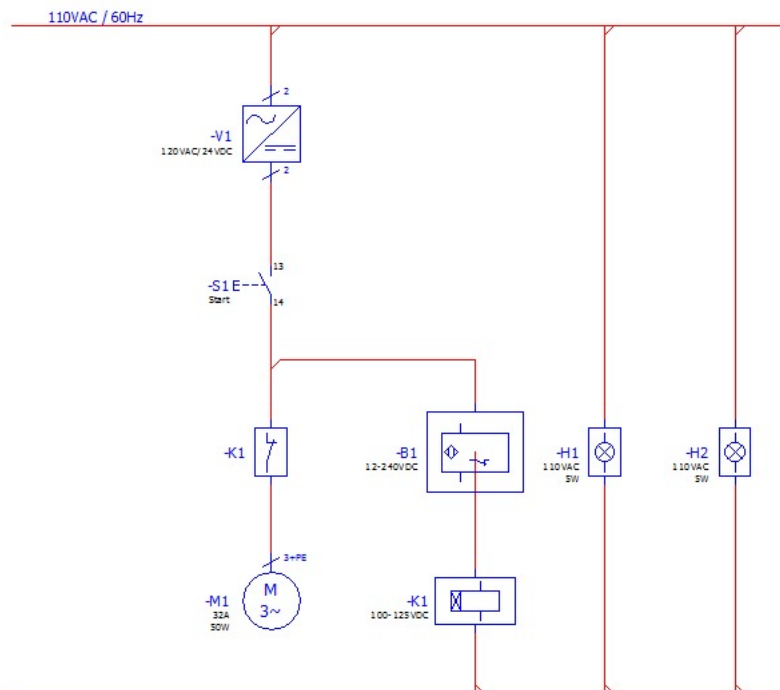 110VAC / 60Hz
2
-V1
120VAC/24VDC
2
13
-S1 E
Start
14
-K1
-B1
12-240VDC
-H1
110VAC
5W
-H2
110VAC
5W
3+PE
-M1
32A
50W
M
3~
-K1
100-125VDC